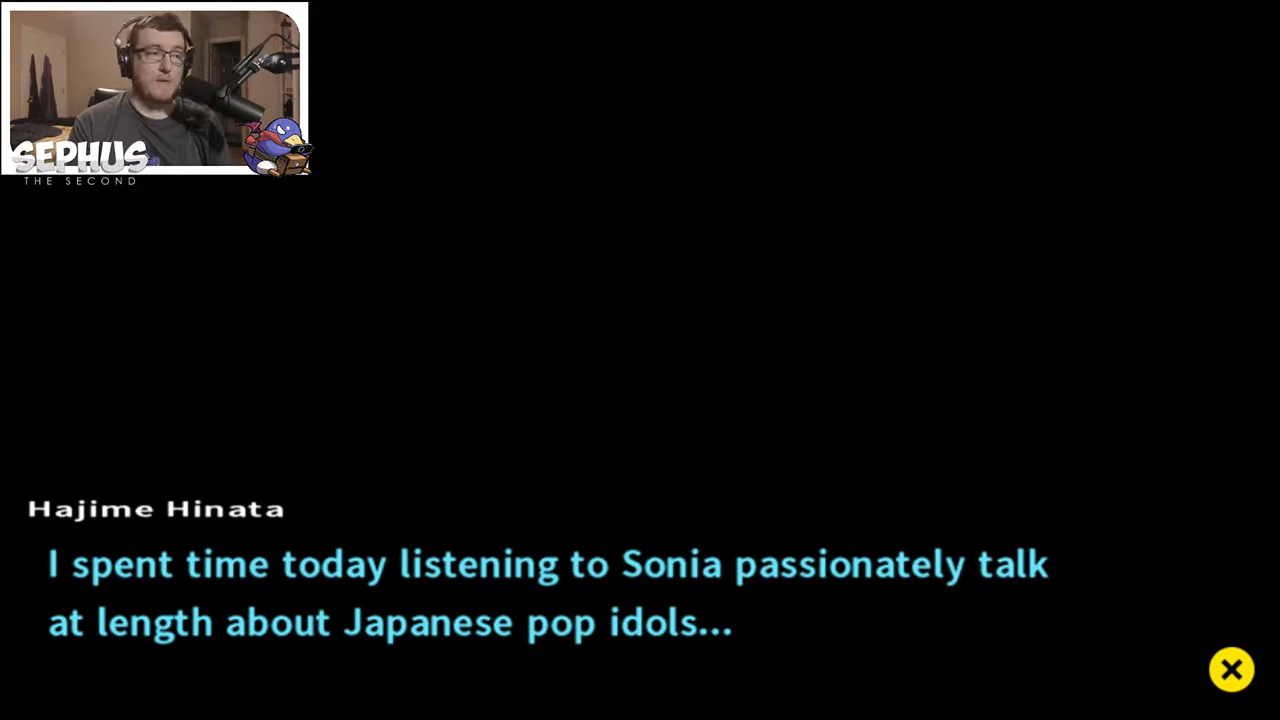 SEPHUS
THE SECOND
Hajime Hinata
I spent time today listening to Sonia passionately talk
at length about Japanese pop idols...